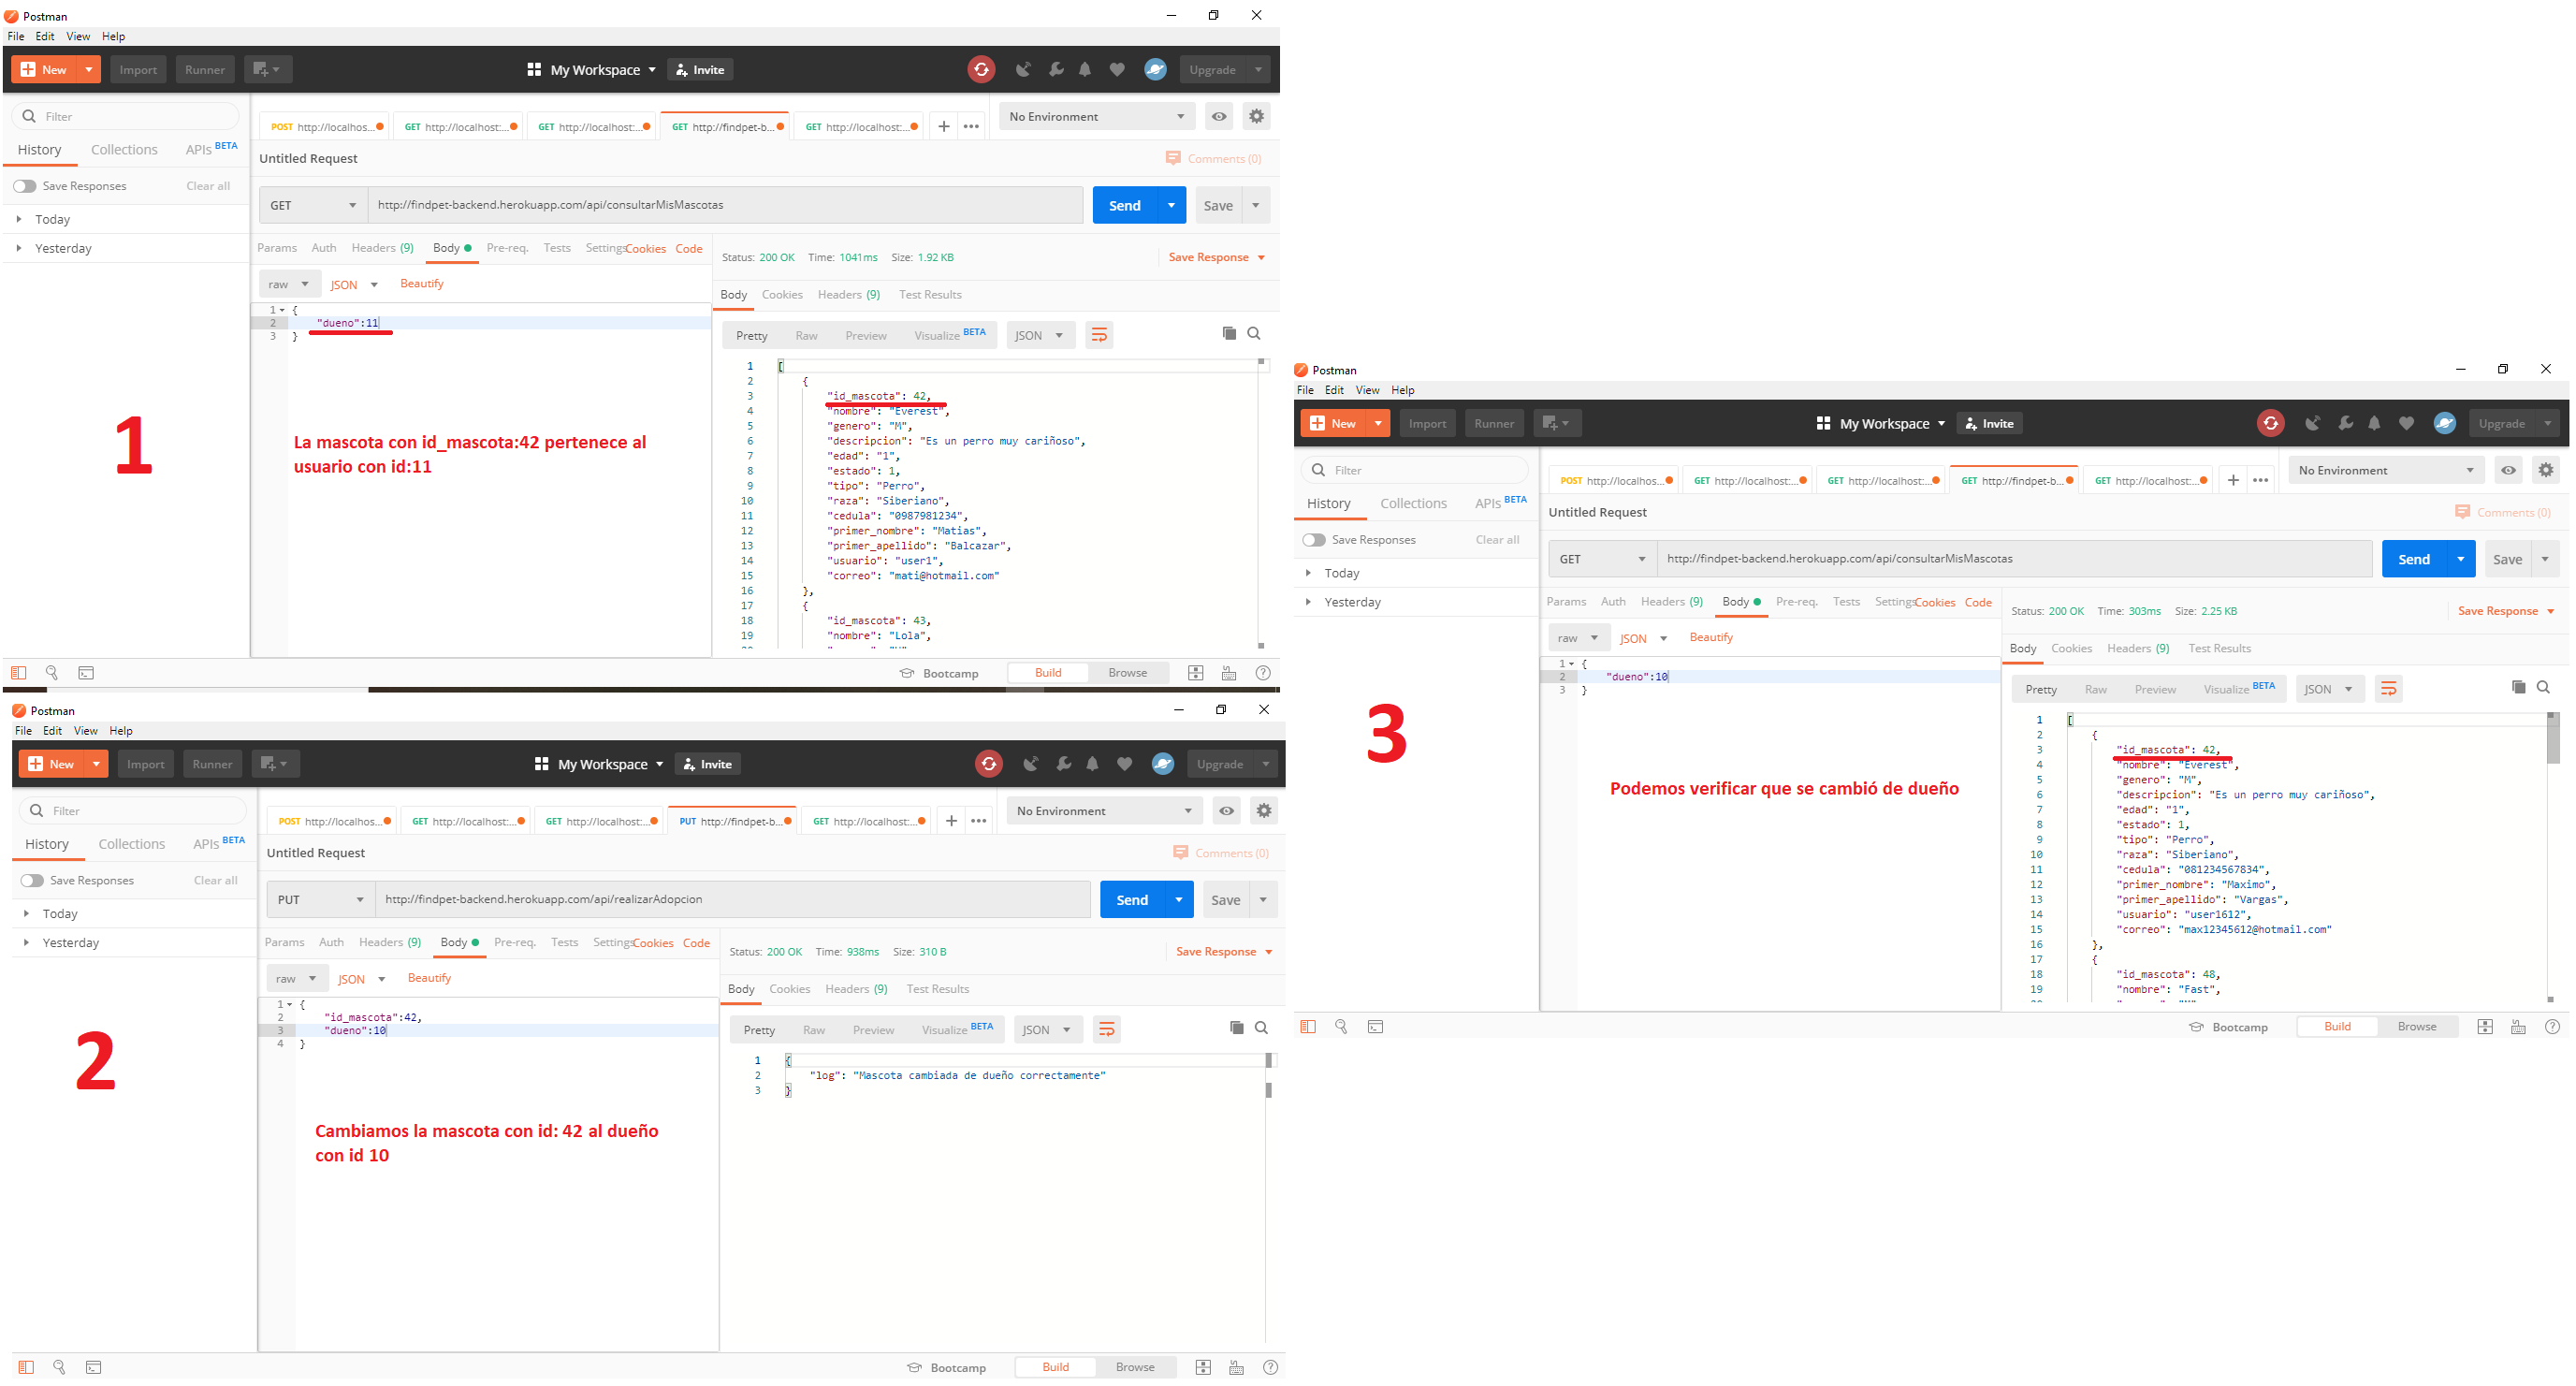 Postman
File Edit View Help
New Import Runner My Workspace Invite Upgrade
Filter
History Collections APIs BETA
Save Responses Clear all
Today
Yesterday
POST http://localhos... GET http://localhost:... GET http://localhost:... GET http://findpet-b... GET http://localhost:... No Environment
Untitled Request Comments (0)
GET http://findpet-backend.herokuapp.com/api/consultarMisMascotas Send Save
Params Auth Headers (9) Body Pre-req. Tests Settings Cookies Code
raw JSON Beautify
1 {
2 "dueno":11
3 }
1
La mascota con id_mascota:42 pertenece al
usuario con id:11
Status: 200 OK Time: 1041ms Size: 1.92 KB Save Response
Body Cookies Headers (9) Test Results
Pretty Raw Preview Visualize BETA JSON
1 [
2 {
3 "id_mascota": 42,
4 "nombre": "Everest",
5 "genero": "M",
6 "descripcion": "Es un perro muy cariñoso",
7 "edad": "1",
8 "estado": 1,
9 "tipo": "Perro",
10 "raza": "Siberiano",
11 "cedula": "0987981234",
12 "primer_nombre": "Matias",
13 "primer_apellido": "Balcazar",
14 "usuario": "user1",
15 "correo": "mati@hotmail.com"
16 },
17 {
18 "id_mascota": 43,
19 "nombre": "Lola",
Bootcamp Build Browse
Postman
File Edit View Help
New Import Runner My Workspace Invite Upgrade
Filter
History Collections APIs BETA
Save Responses Clear all
Today
Yesterday
POST http://localhos... GET http://localhost:... GET http://localhost:... PUT http://findpet-b... GET http://localhost:... No Environment
Untitled Request Comments (0)
PUT http://findpet-backend.herokuapp.com/api/realizarAdopcion Send Save
Params Auth Headers (9) Body Pre-req. Tests Settings Cookies Code
raw JSON Beautify
1 {
2 "id_mascota":42,
3 "dueno":10
4 }
2
Cambiamos la mascota con id: 42 al dueño
con id 10
Status: 200 OK Time: 938ms Size: 310 B Save Response
Body Cookies Headers (9) Test Results
Pretty Raw Preview Visualize BETA JSON
1 {
2 "log": "Mascota cambiada de dueño correctamente"
3 }
Bootcamp Build Browse
Postman
File Edit View Help
New Import Runner My Workspace Invite Upgrade
Filter
History Collections APIs BETA
Save Responses Clear all
Today
Yesterday
POST http://localhos... GET http://localhost:... GET http://localhost:... GET http://findpet-b... GET http://localhost:... No Environment
Untitled Request Comments (0)
GET http://findpet-backend.herokuapp.com/api/consultarMisMascotas Send Save
Params Auth Headers (9) Body Pre-req. Tests Settings Cookies Code
raw JSON Beautify
1 {
2 "dueno":10
3 }
3
Podemos verificar que se cambió de dueño
Status: 200 OK Time: 303ms Size: 2.25 KB Save Response
Body Cookies Headers (9) Test Results
Pretty Raw Preview Visualize BETA JSON
1 [
2 {
3 "id_mascota": 42,
4 "nombre": "Everest",
5 "genero": "M",
6 "descripcion": "Es un perro muy cariñoso",
7 "edad": "1",
8 "estado": 1,
9 "tipo": "Perro",
10 "raza": "Siberiano",
11 "cedula": "081234567834",
12 "primer_nombre": "Maximo",
13 "primer_apellido": "Vargas",
14 "usuario": "user1612",
15 "correo": "max12345612@hotmail.com"
16 },
17 {
18 "id_mascota": 48,
19 "nombre": "Fast",
Bootcamp Build Browse